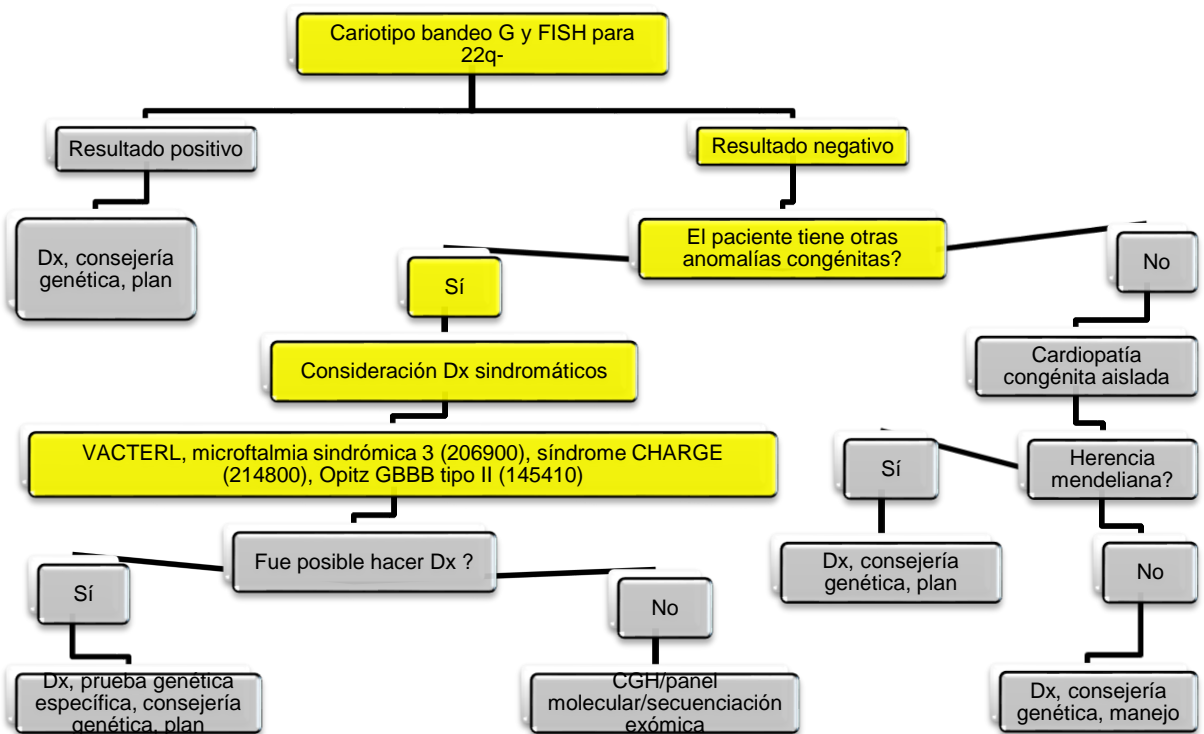 Cariotipo bandeo G y FISH para
22q-
Resultado positivo
Resultado negativo
Dx, consejería
genética, plan
El paciente tiene otras
anomalías congénitas?
Sí
No
Consideración Dx sindromáticos
Cardiopatía
congénita aislada
VACTERL, microftalmia sindrómica 3 (206900), síndrome CHARGE
(214800), Opitz GBBB tipo II (145410)
Sí
Herencia
mendeliana?
Fue posible hacer Dx ?
Dx, consejería
genética, plan
No
Sí
No
Dx, prueba genética
específica, consejería
genética, plan
CGH/panel
molecular/secuenciación
exómica
Dx, consejería
genética, manejo